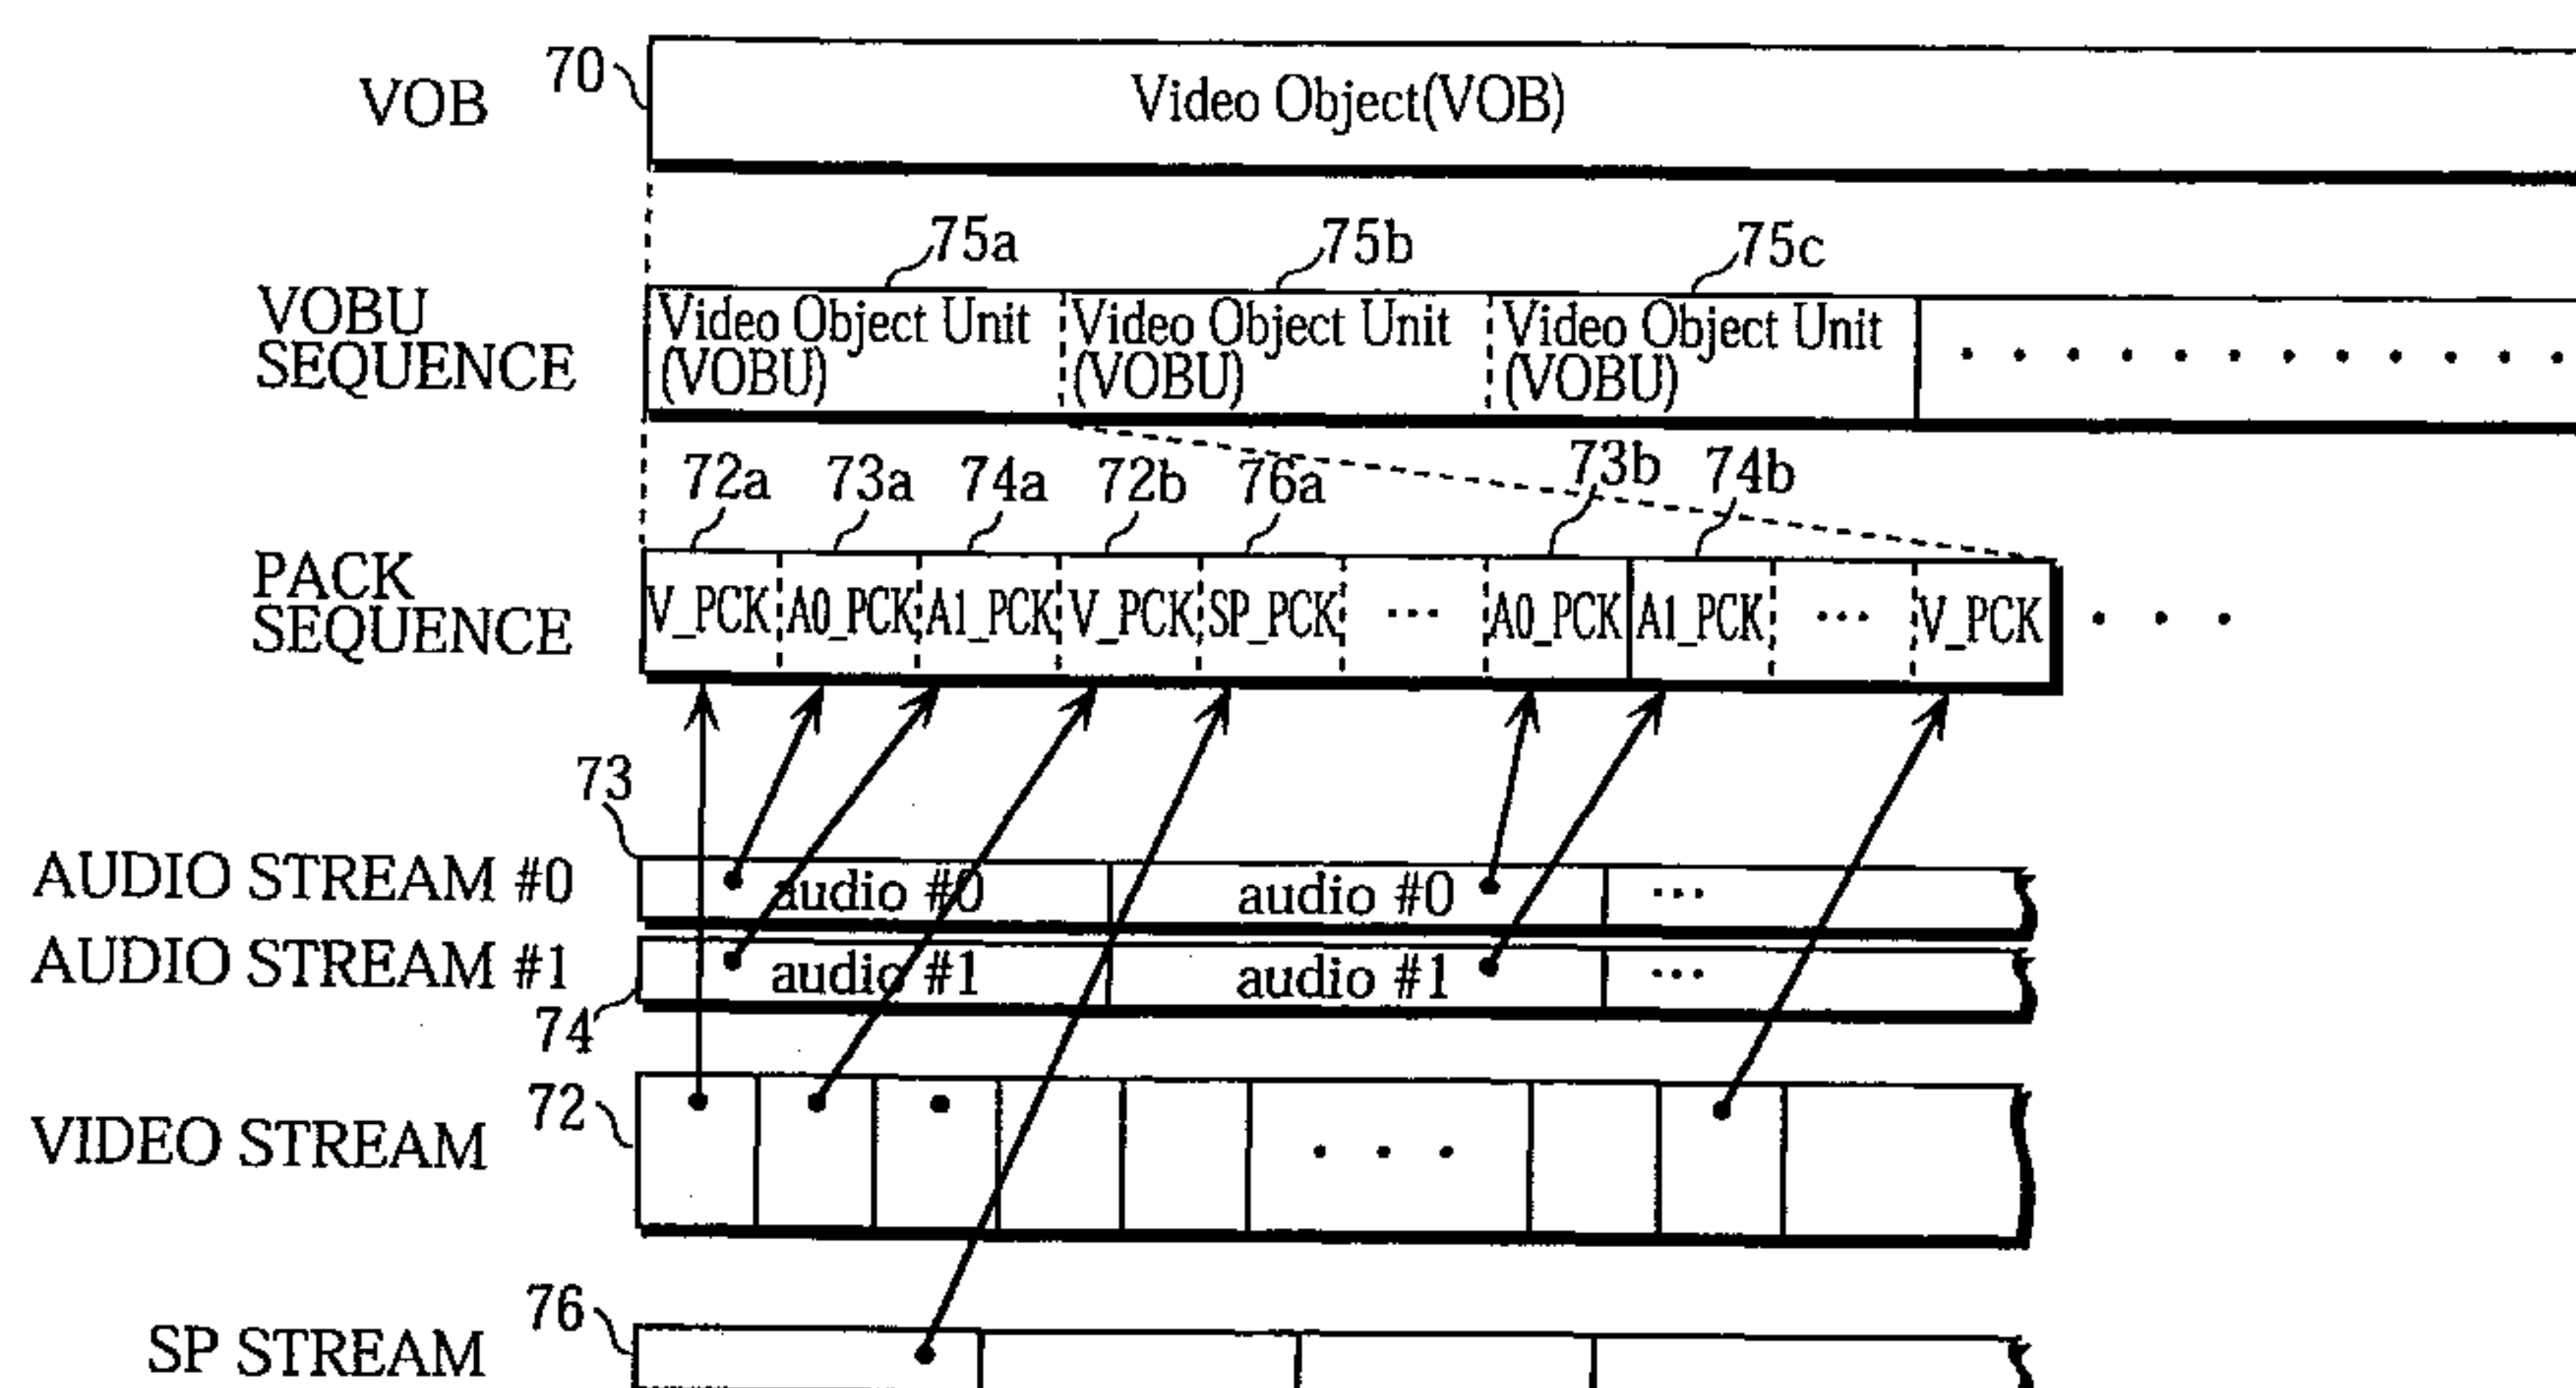 VOB 70 Video Object(VOB)
75a 75b 75c
VOBU SEQUENCE
Video Object Unit (VOBU) Video Object Unit (VOBU) Video Object Unit (VOBU) . . . . . . . . . . . .
72a 73a 74a 72b 76a 73b 74b
PACK SEQUENCE
V_PCK A0_PCK A1_PCK V_PCK SP_PCK ... A0_PCK A1_PCK ... V_PCK . . .
73
AUDIO STREAM #0 audio #0 audio #0 ...
AUDIO STREAM #1 audio #1 audio #1 ...
74
72
VIDEO STREAM . . .
76
SP STREAM